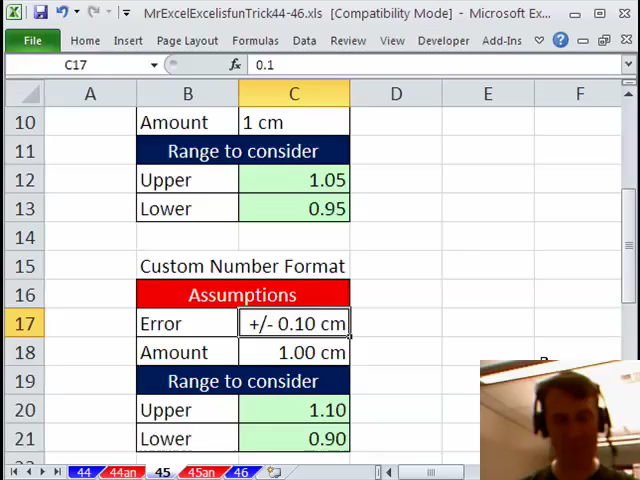 MrExcelExcelisfunTrick44-46.xls [Compatibility Mode] - Microsoft Ex...
File Home Insert Page Layout Formulas Data Review View Developer Add-Ins
C17 fx 0.1
A B C D E F
10 Amount 1 cm
11 Range to consider
12 Upper 1.05
13 Lower 0.95
14
15 Custom Number Format
16 Assumptions
17 Error +/- 0.10 cm
18 Amount 1.00 cm
19 Range to consider
20 Upper 1.10
21 Lower 0.90
44 44an 45 45an 46